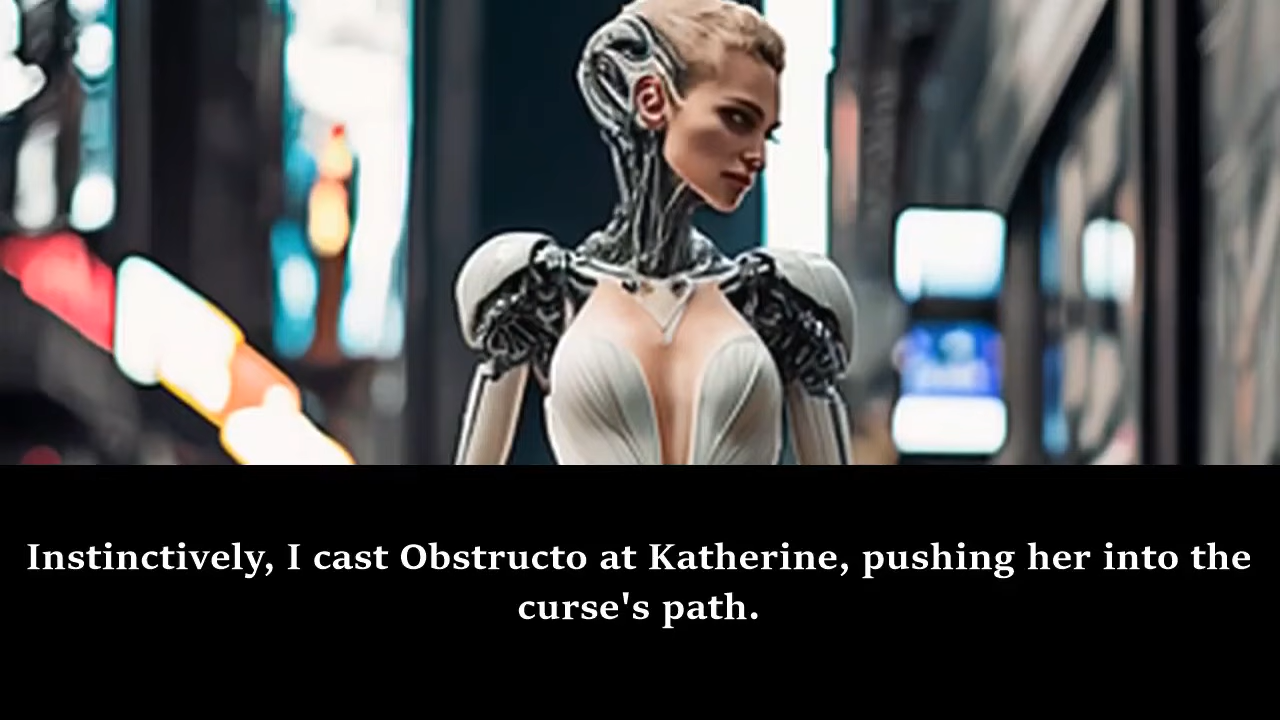 Instinctively, I cast Obstructo at Katherine, pushing her into the
curse's path.